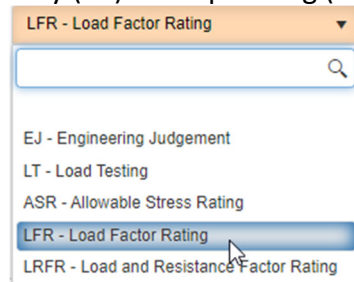 LFR - Load Factor Rating
EJ - Engineering Judgement
LT - Load Testing
ASR - Allowable Stress Rating
LFR - Load Factor Rating
LRFR - Load and Resistance Factor Rating